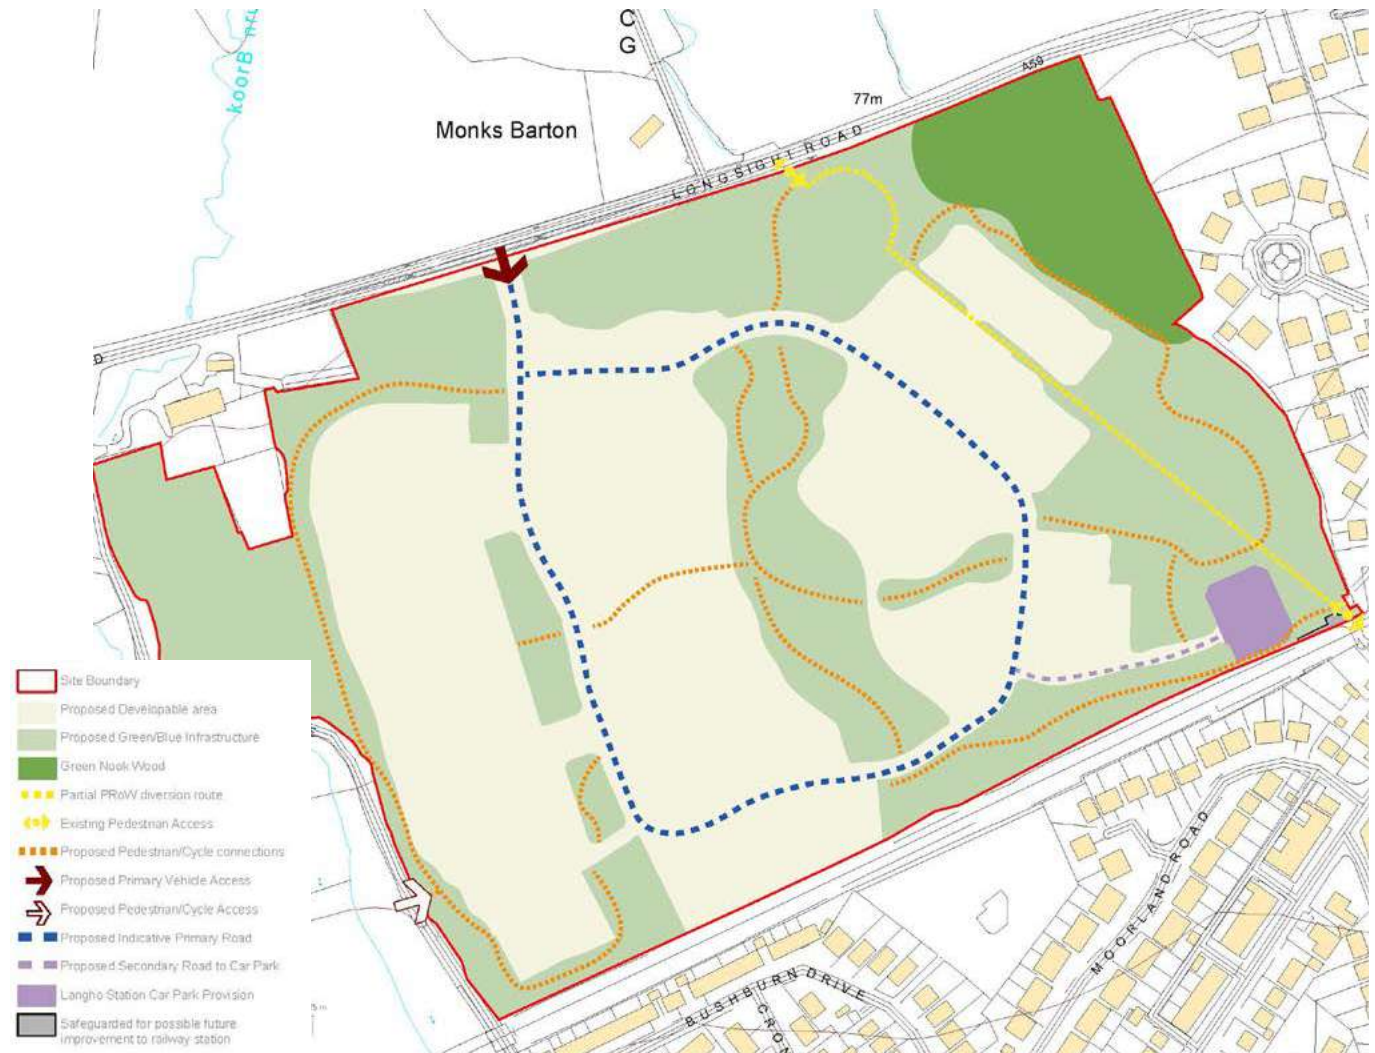 C
G
urn Brook
A59
77m
Monks Barton
LONGSIGHT ROAD
D
Site Boundary
Proposed Developable area
Proposed Green/Blue Infrastructure
Green Nook Wood
Partial PRoW diversion route
Existing Pedestrian Access
Proposed Pedestrian/Cycle connections
Proposed Primary Vehicle Access
Proposed Pedestrian/Cycle Access
Proposed Indicative Primary Road
Proposed Secondary Road to Car Park
Langho Station Car Park Provision
Safeguarded for possible future
improvement to railway station
MOORLAND ROAD
BUSHBURN DRIVE
CRON